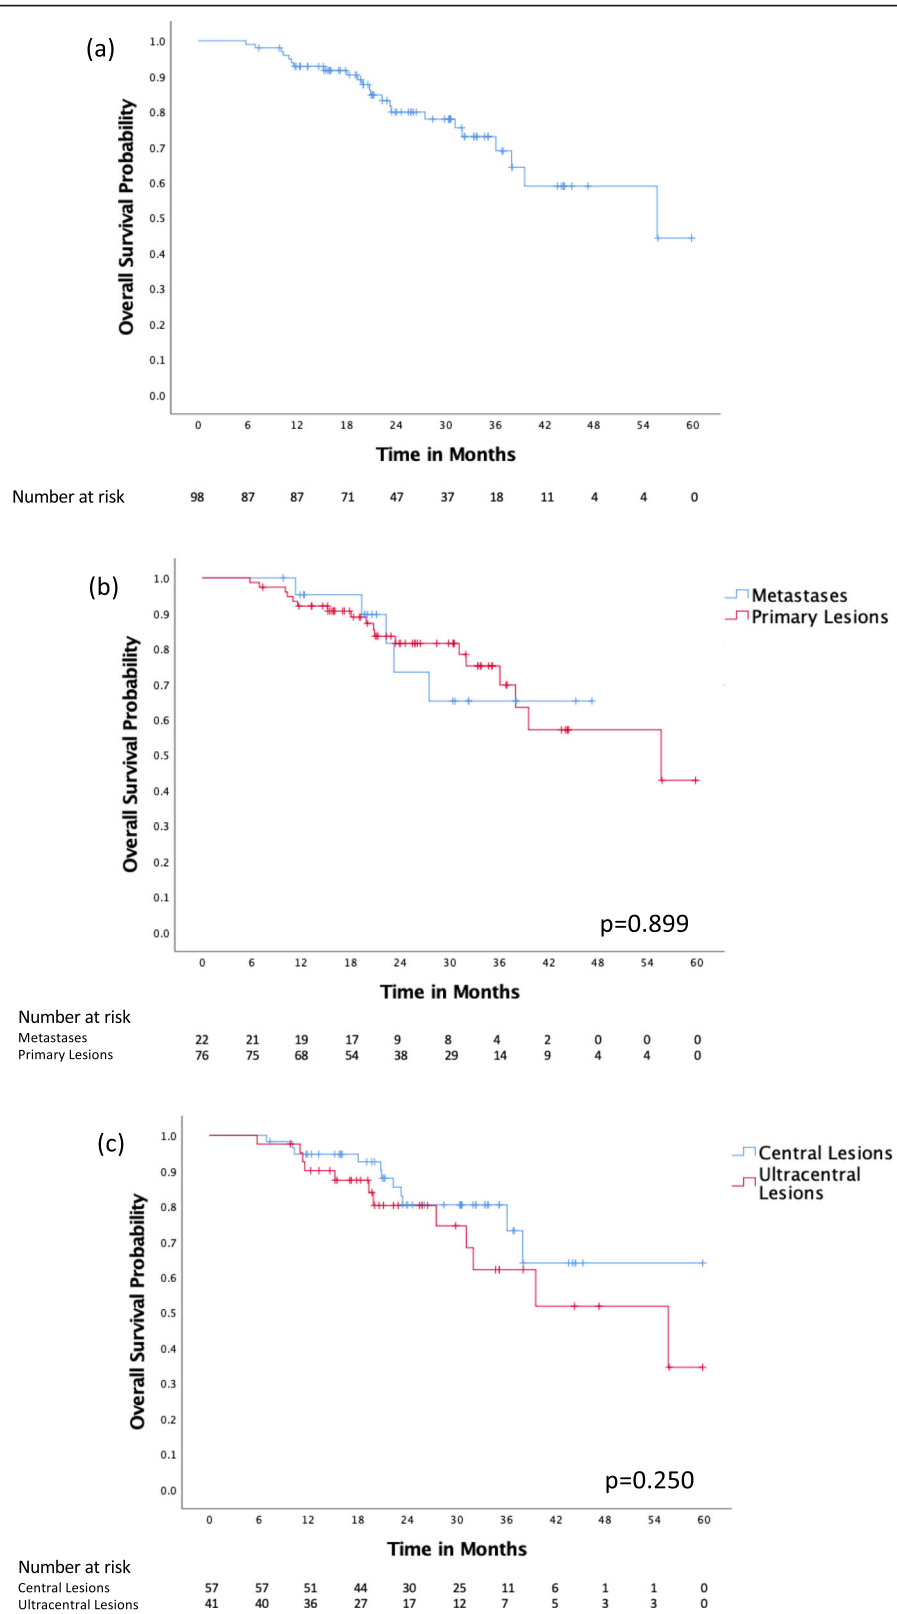 (a)
1.0
0.9
0.8
0.7
0.6
0.5
0.4
0.3
0.2
0.1
0.0
Overall Survival Probability
0 6 12 18 24 30 36 42 48 54 60
Time in Months
Number at risk 98 87 87 71 47 37 18 11 4 4 0
(b)
1.0
0.9
0.8
0.7
0.6
0.5
0.4
0.3
0.2
0.1
0.0
Overall Survival Probability
Metastases
Primary Lesions
p=0.899
0 6 12 18 24 30 36 42 48 54 60
Time in Months
Number at risk
Metastases 22 21 19 17 9 8 4 2 0 0 0
Primary Lesions 76 75 68 54 38 29 14 9 4 4 0
(c)
1.0
0.9
0.8
0.7
0.6
0.5
0.4
0.3
0.2
0.1
0.0
Overall Survival Probability
Central Lesions
Ultracentral
Lesions
p=0.250
0 6 12 18 24 30 36 42 48 54 60
Time in Months
Number at risk
Central Lesions 57 57 51 44 30 25 11 6 1 1 0
Ultracentral Lesions 41 40 36 27 17 12 7 5 3 3 0